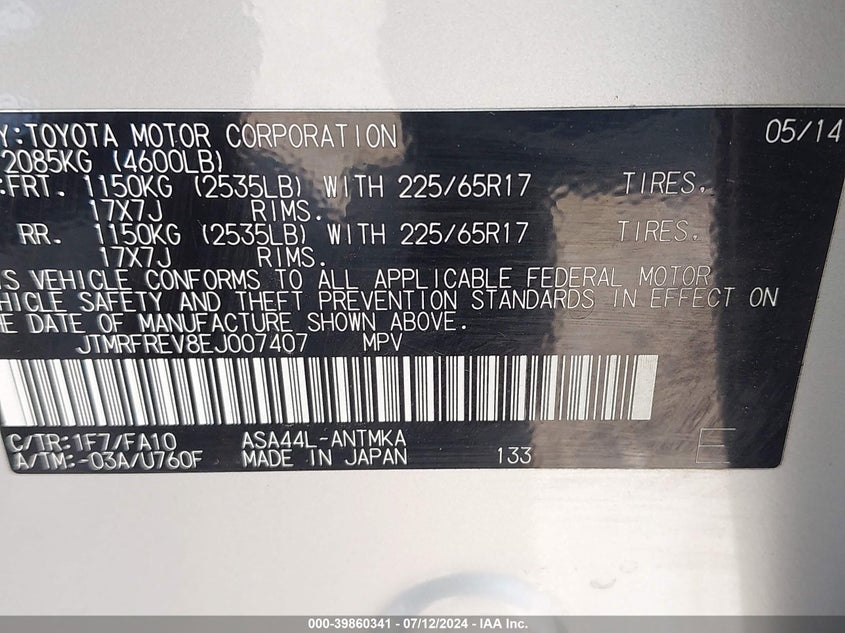 Y:TOYOTA MOTOR CORPORATION 05/14
2085KG (4600LB)
:FRT. 1150KG (2535LB) WITH 225/65R17 TIRES,
17X7J RIMS.
RR. 1150KG (2535LB) WITH 225/65R17 TIRES,
17X7J RIMS.
IS VEHICLE CONFORMS TO ALL APPLICABLE FEDERAL MOTOR
HICLE SAFETY AND THEFT PREVENTION STANDARDS IN EFFECT ON
HE DATE OF MANUFACTURE SHOWN ABOVE.
JTMRFREV8EJ007407 MPV
C/TR:1F7/FA10 ASA44L-ANTMKA
A/TM:-03A/U760F MADE IN JAPAN 133 E
000-39860341 - 07/12/2024 - IAA Inc.